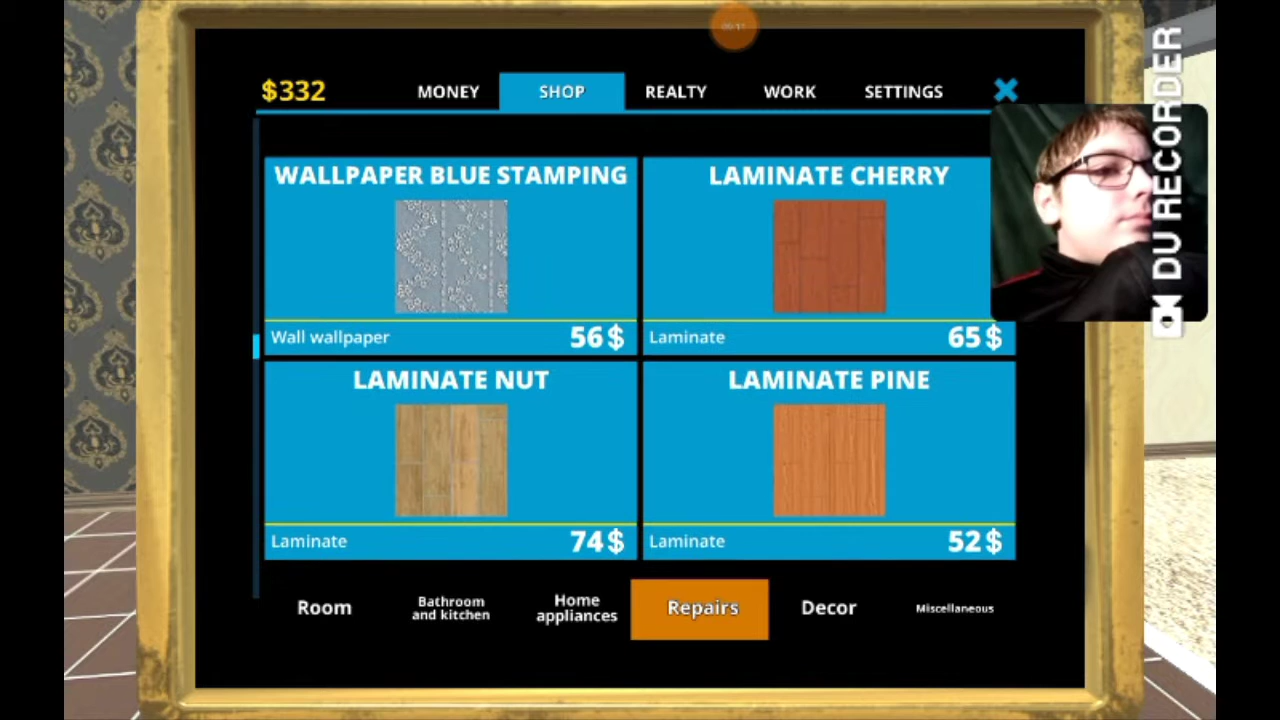 $332
MONEY
SHOP
REALTY
WORK
SETTINGS
WALLPAPER BLUE STAMPING
LAMINATE CHERRY
Wall wallpaper
56$
Laminate
65$
LAMINATE NUT
LAMINATE PINE
Laminate
74$
Laminate
52$
Room
Bathroom
and kitchen
Home
appliances
Repairs
Decor
Miscellaneous
DU RECORDER